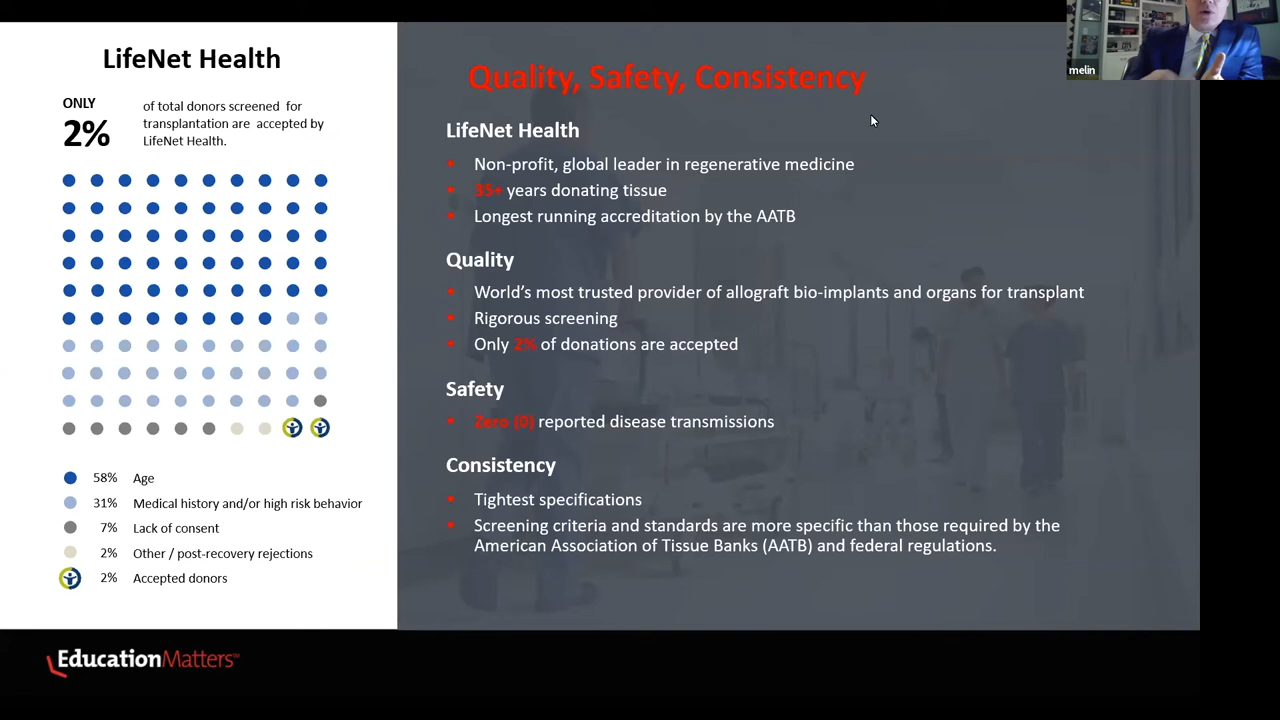 LifeNet Health
ONLY
2%
of total donors screened for
transplantation are accepted by
LifeNet Health.
58% Age
31% Medical history and/or high risk behavior
7% Lack of consent
2% Other / post-recovery rejections
2% Accepted donors
Quality, Safety, Consistency
LifeNet Health
• Non-profit, global leader in regenerative medicine
• 35+ years donating tissue
• Longest running accreditation by the AATB
Quality
• World's most trusted provider of allograft bio-implants and organs for transplant
• Rigorous screening
• Only 2% of donations are accepted
Safety
• Zero (0) reported disease transmissions
Consistency
• Tightest specifications
• Screening criteria and standards are more specific than those required by the
American Association of Tissue Banks (AATB) and federal regulations.
melin
EducationMatters™